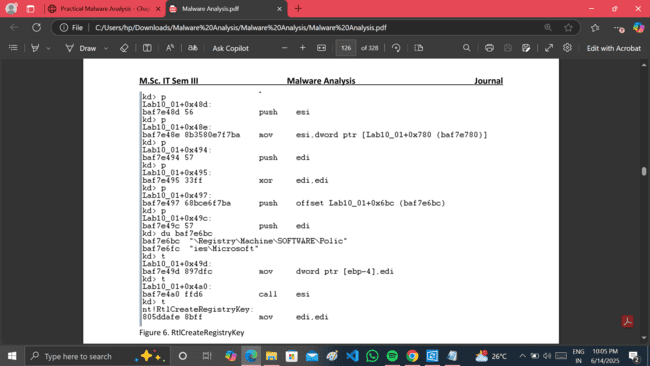 Practical Malware Analysis - Ch
Malware Analysis.pdf
File
C:/Users/hp/Downloads/Malware%20Analysis/Malware%20Analysis/Malware%20Analysis.pdf
Draw
Ask Copilot
126 of 328
Edit with Acrobat
M.Sc. IT Sem III Malware Analysis Journal
kd> p
Lab10_01+0x48d:
baf7e48d 56 push esi
kd> p
Lab10_01+0x48e:
baf7e48e 8b3580e7f7ba mov esi,dword ptr [Lab10_01+0x780 (baf7e780)]
kd> p
Lab10_01+0x494:
baf7e494 57 push edi
kd> p
Lab10_01+0x495:
baf7e495 33ff xor edi,edi
kd> p
Lab10_01+0x497:
baf7e497 68bce6f7ba push offset Lab10_01+0x6bc (baf7e6bc)
kd> p
Lab10_01+0x49c:
baf7e49c 57 push edi
kd> du baf7e6bc
baf7e6bc "\Registry\Machine\SOFTWARE\Polic"
baf7e6fc "ies\Microsoft"
kd> t
Lab10_01+0x49d:
baf7e49d 897dfc mov dword ptr [ebp-4],edi
kd> t
Lab10_01+0x4a0:
baf7e4a0 ffd6 call esi
kd> t
nt!RtlCreateRegistryKey:
805ddafe 8bff mov edi,edi
Figure 6. RtlCreateRegistryKey
Type here to search
26°C
ENG
IN
10:05 PM
6/14/2025